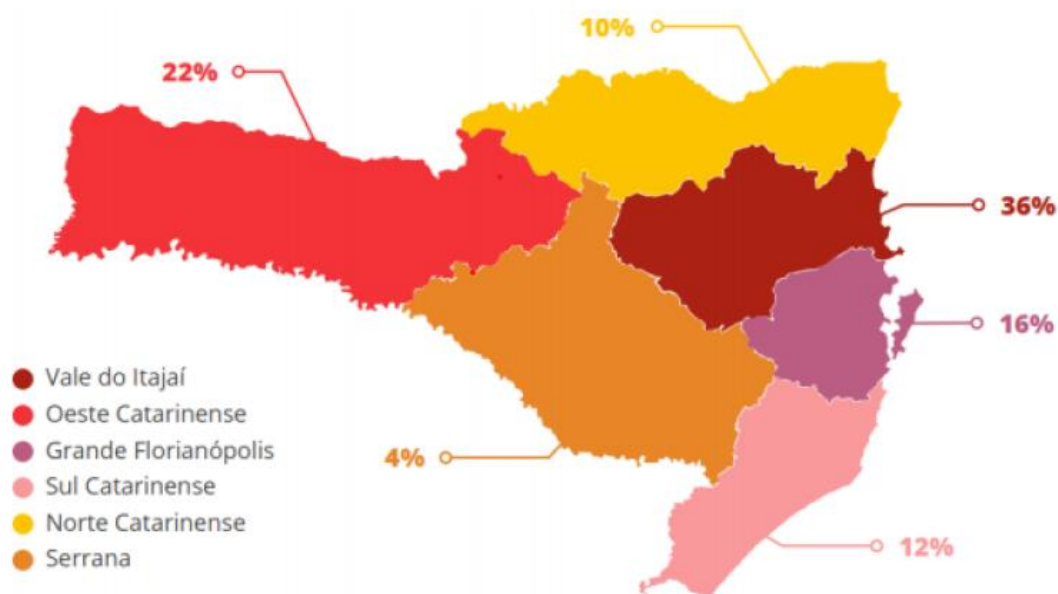 10%
22%
36%
16%
Vale do Itajaí
Oeste Catarinense
Grande Florianópolis
4%
Sul Catarinense
Norte Catarinense
12%
Serrana